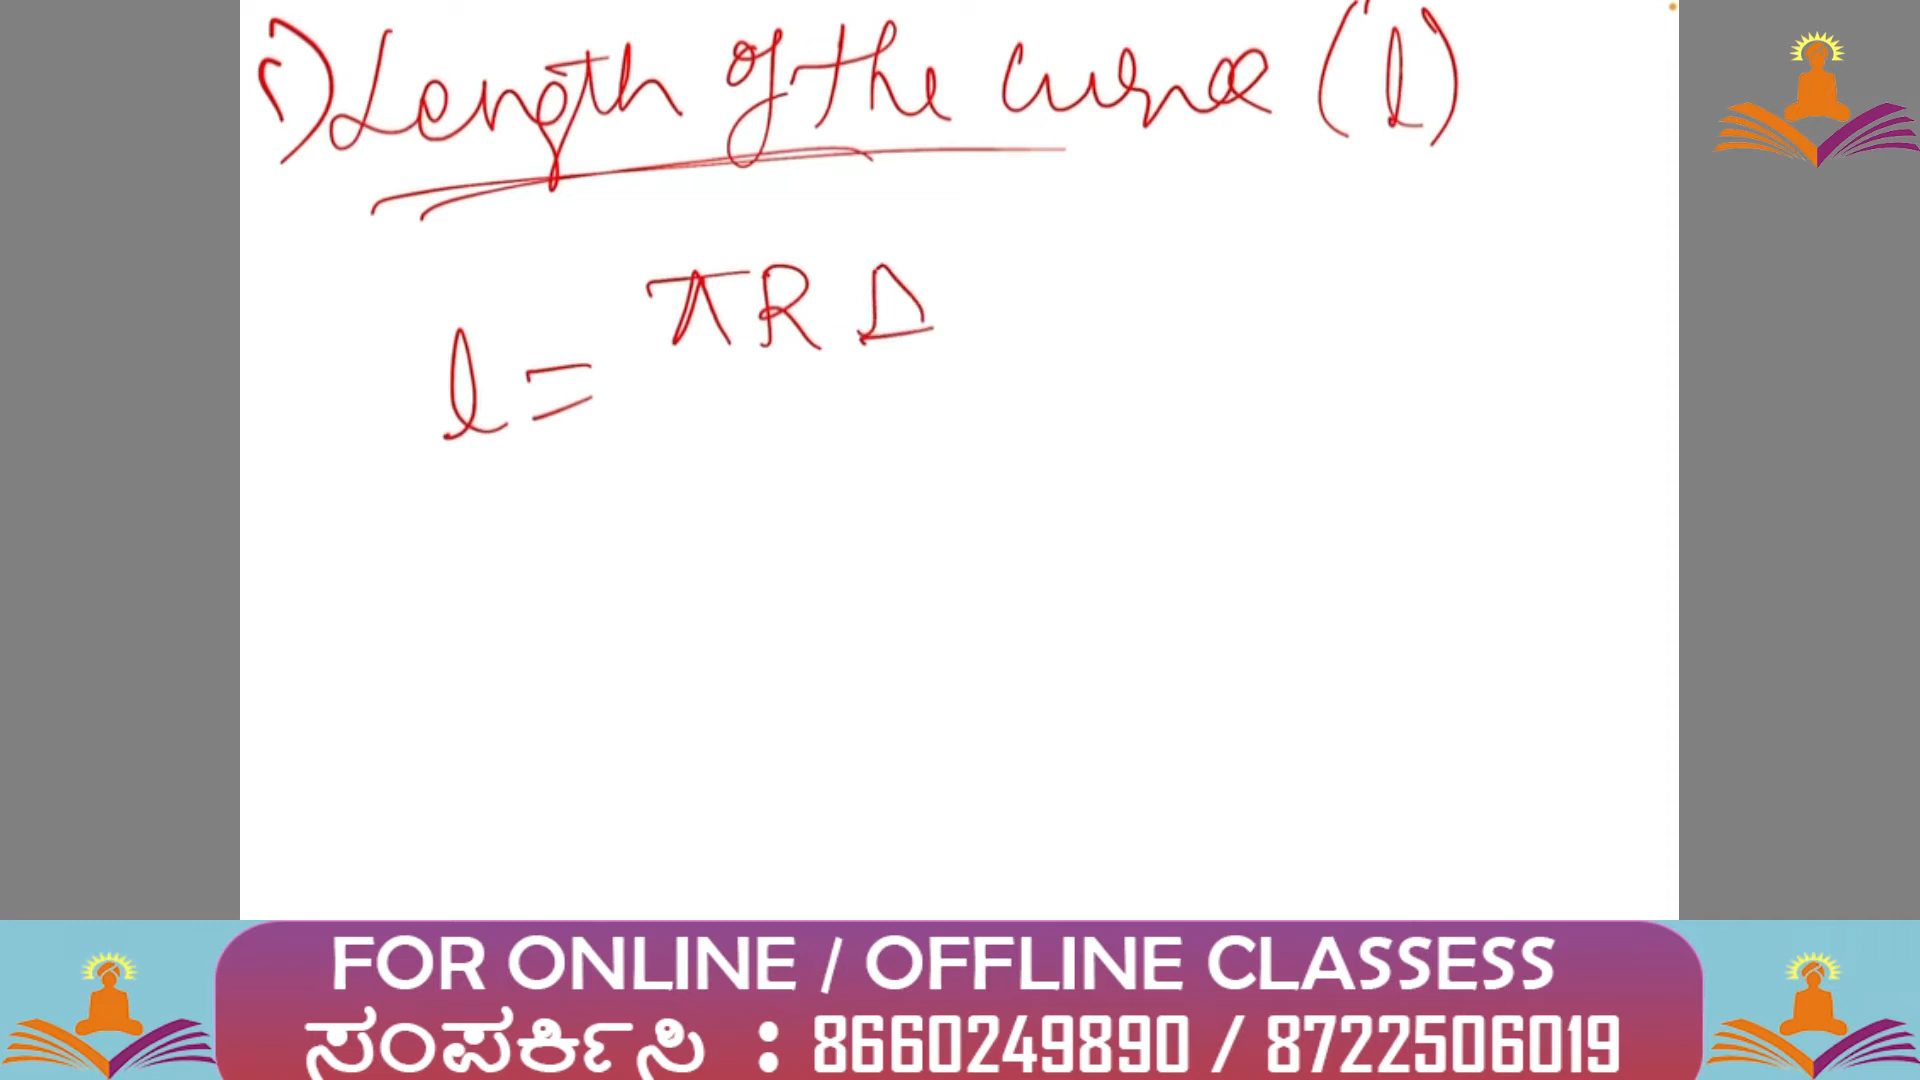 i) Length of the curve (l)
l = πRΔ
FOR ONLINE / OFFLINE CLASSESS
ಸಂಪರ್ಕಿಸಿ : 8660249890 / 8722506019